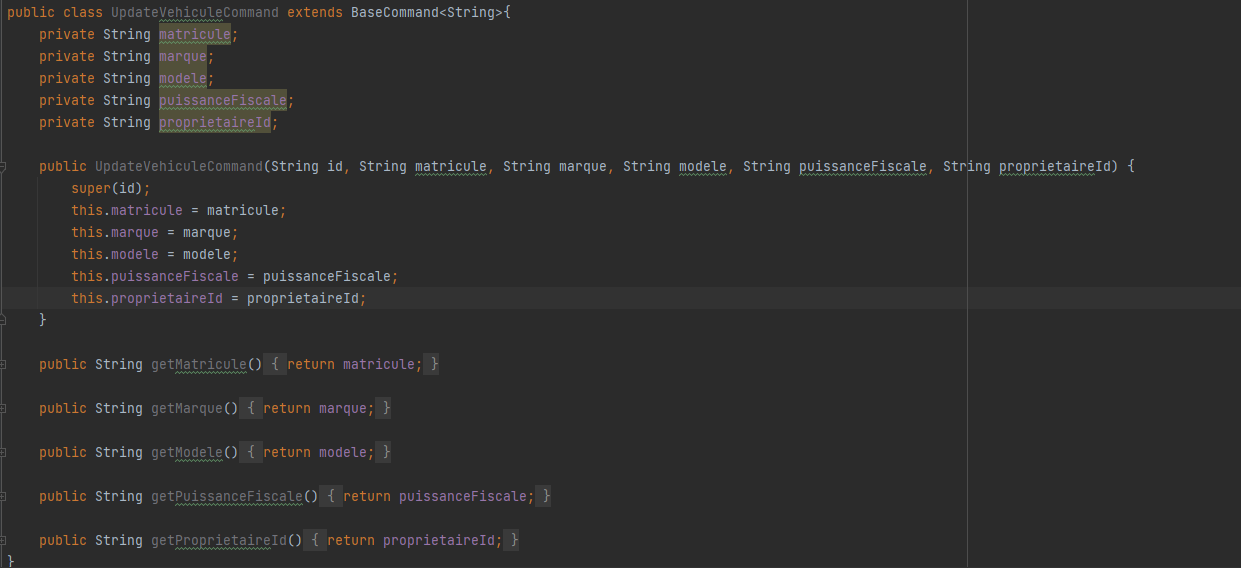 public class UpdateVehiculeCommand extends BaseCommand<String>{
    private String matricule;
    private String marque;
    private String modele;
    private String puissanceFiscale;
    private String proprietaireId;
    public UpdateVehiculeCommand(String id, String matricule, String marque, String modele, String puissanceFiscale, String proprietaireId) {
        super(id);
        this.matricule = matricule;
        this.marque = marque;
        this.modele = modele;
        this.puissanceFiscale = puissanceFiscale;
        this.proprietaireId = proprietaireId;
    }
    public String getMatricule() { return matricule; }
    public String getMarque() { return marque; }
    public String getModele() { return modele; }
    public String getPuissanceFiscale() { return puissanceFiscale; }
    public String getProprietaireId() { return proprietaireId; }
}